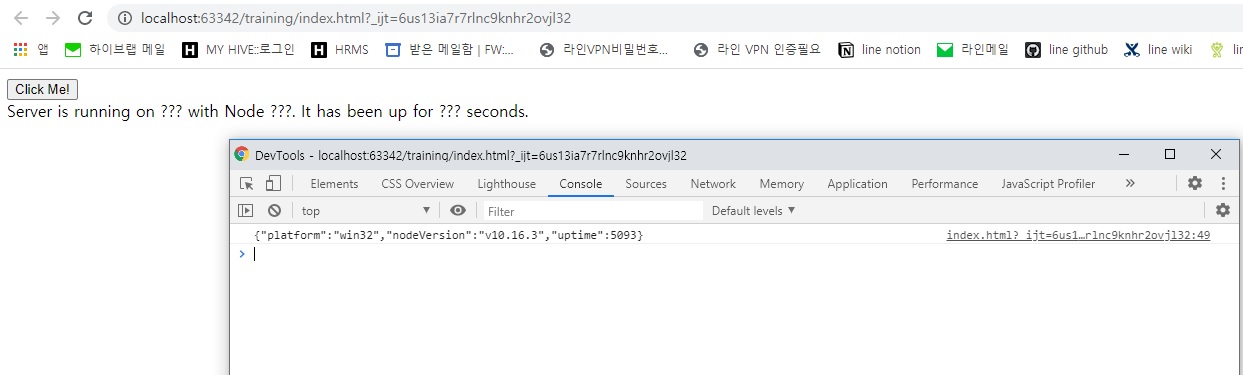 localhost:63342/training/index.html?_ijt=6us13ia7r7rlnc9knhr2ovjl32
앱 하이브랩 메일 MY HIVE::로그인 HRMS 받은 메일함 | FW:... 라인VPN비밀번호... 라인 VPN 인증필요 line notion 라인메일 line github line wiki lin
Click Me!
Server is running on ??? with Node ???. It has been up for ??? seconds.
DevTools - localhost:63342/training/index.html?_ijt=6us13ia7r7rlnc9knhr2ovjl32
Elements CSS Overview Lighthouse Console Sources Network Memory Application Performance JavaScript Profiler »
top Filter Default levels
{"platform":"win32","nodeVersion":"v10.16.3","uptime":5093} index.html?_ijt=6us1…rlnc9knhr2ovjl32:49